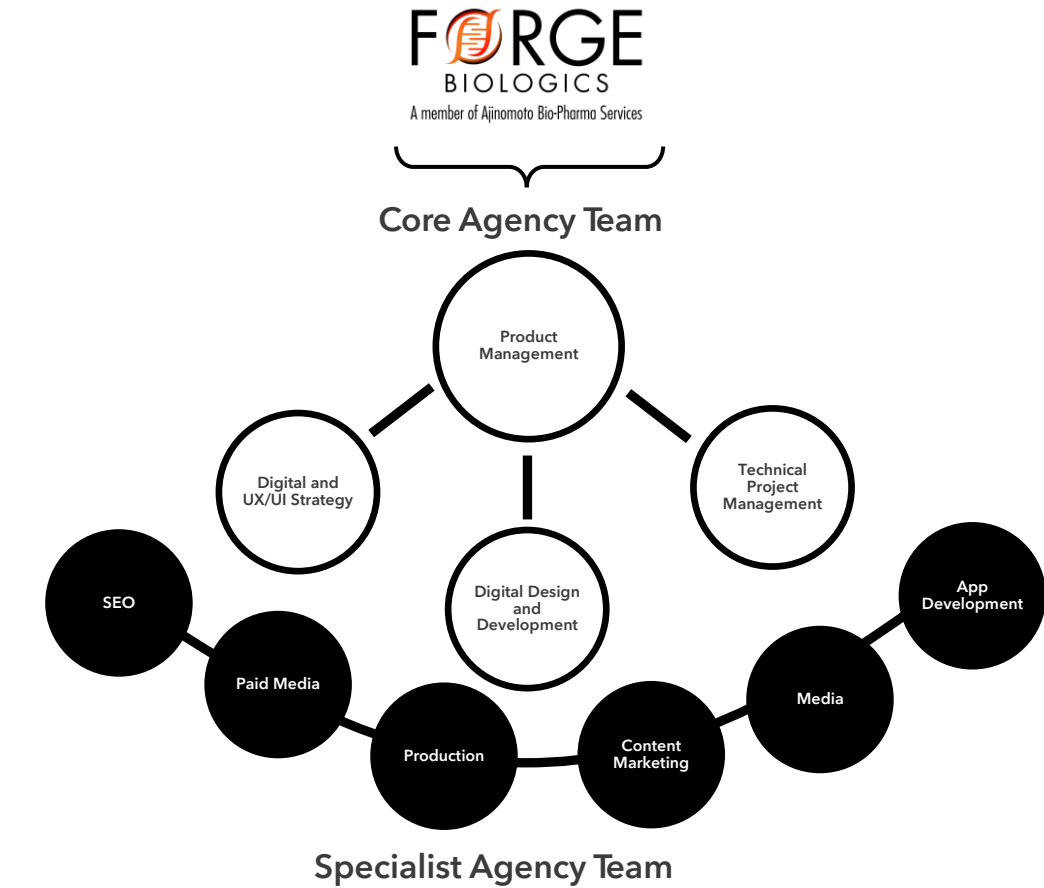 FORGE
BIOLOGICS
A member of Ajinomoto Bio-Pharma Services
Core Agency Team
Product
Management
Digital and
UX/UI Strategy
Technical
Project
Management
Digital Design
and
Development
SEO
Paid Media
Production
Content
Marketing
Media
App
Development
Specialist Agency Team